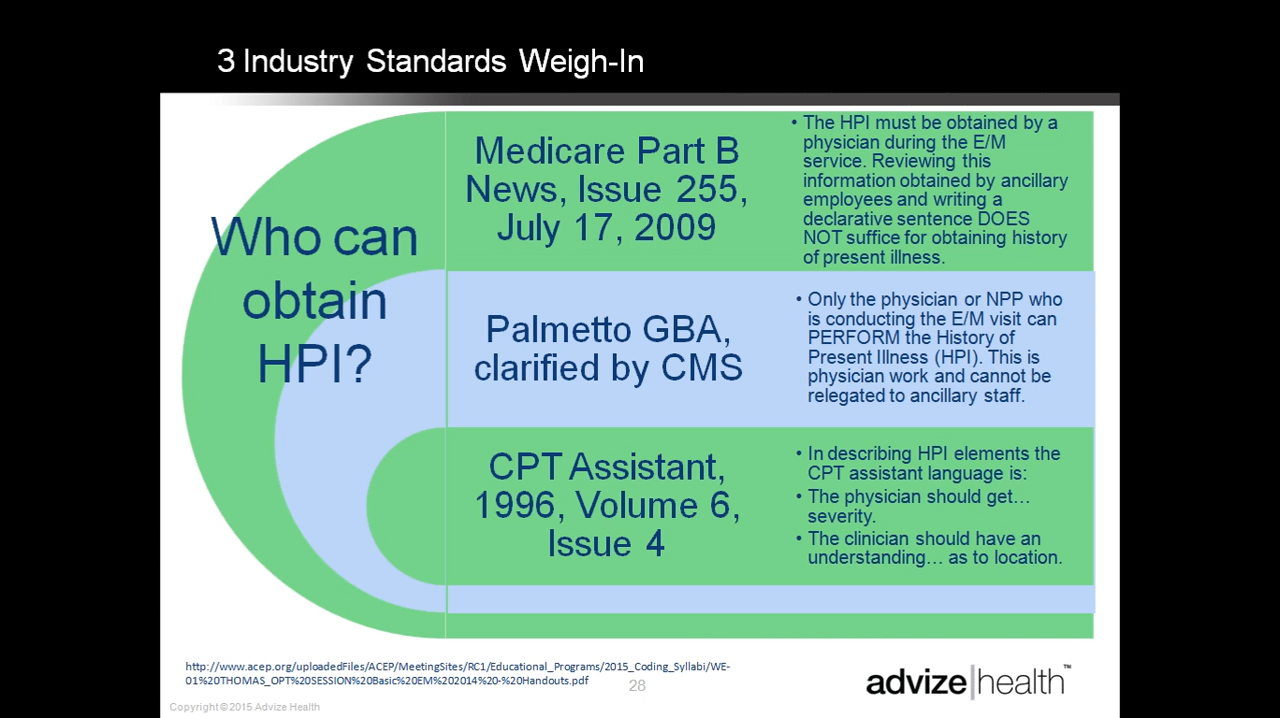 3 Industry Standards Weigh-In
Who can
obtain
HPI?
Medicare Part B
News, Issue 255,
July 17, 2009
• The HPI must be obtained by a
physician during the E/M
service. Reviewing this
information obtained by ancillary
employees and writing a
declarative sentence DOES
NOT suffice for obtaining history
of present illness.
Palmetto GBA,
clarified by CMS
• Only the physician or NPP who
is conducting the E/M visit can
PERFORM the History of
Present Illness (HPI). This is
physician work and cannot be
relegated to ancillary staff.
CPT Assistant,
1996, Volume 6,
Issue 4
• In describing HPI elements the
CPT assistant language is:
• The physician should get…
severity.
• The clinician should have an
understanding… as to location.
http://www.acep.org/uploadedFiles/ACEP/MeetingSites/RC1/Educational_Programs/2015_Coding_Syllabi/WE-
01%20THOMAS_OPT%20SESSION%20Basic%20EM%202014%20-%20Handouts.pdf
28
advize|health™
Copyright©2015 Advize Health